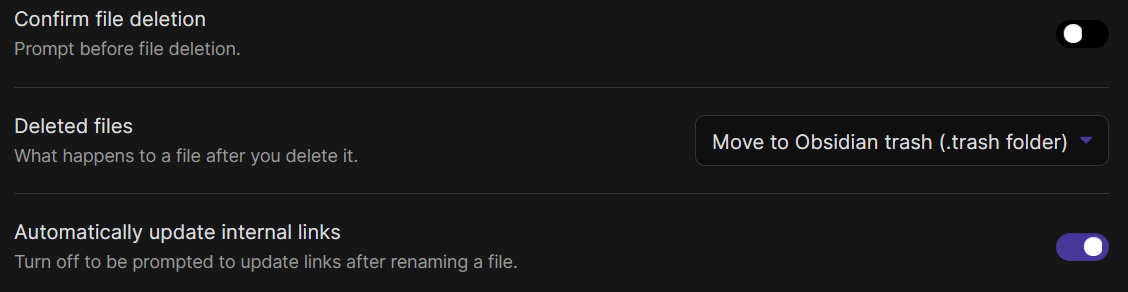 Confirm file deletion
Prompt before file deletion.
Deleted files
What happens to a file after you delete it.
Move to Obsidian trash (.trash folder)
Automatically update internal links
Turn off to be prompted to update links after renaming a file.